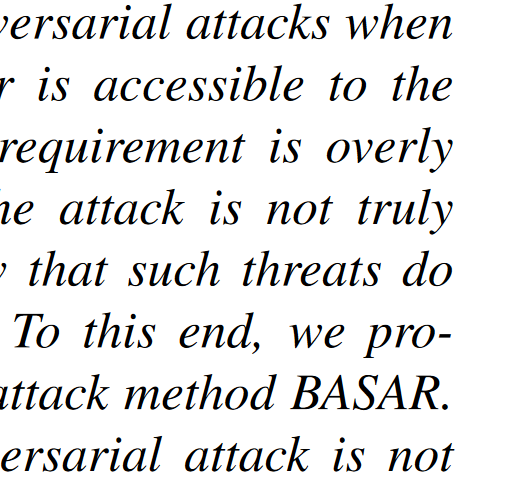 versarial attacks when
r is accessible to the
requirement is overly
he attack is not truly
that such threats do
To this end, we pro-
attack method BASAR.
ersarial attack is not